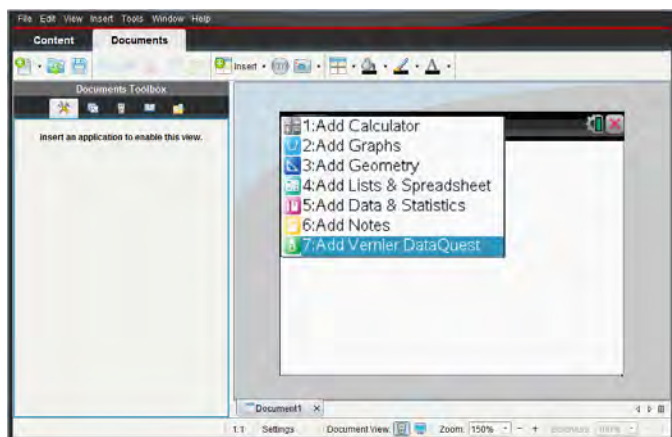 File Edit View Insert Tools Window Help
Content Documents
Insert
Documents Toolbox
Insert an application to enable this view.
1:Add Calculator
2:Add Graphs
3:Add Geometry
4:Add Lists & Spreadsheet
5:Add Data & Statistics
6:Add Notes
7:Add Vernier DataQuest
Document1
1.1 Settings Document View: Zoom: 150% - +